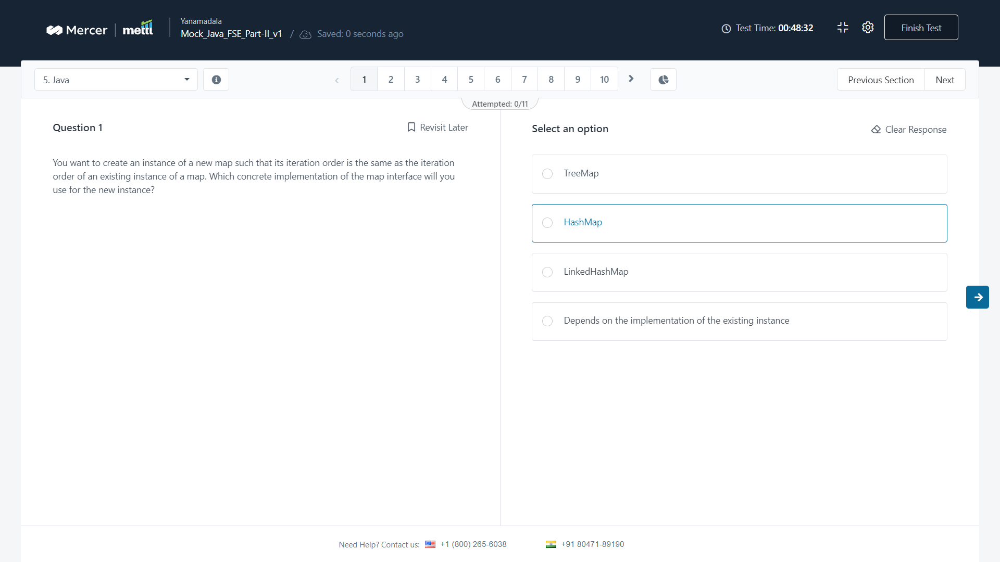 Mercer
mettl
Yanamadala
Mock_Java_FSE_Part-II_v1 / Saved: 0 seconds ago
Test Time: 00:48:32
Finish Test
5. Java
1 2 3 4 5 6 7 8 9 10
Previous Section
Next
Attempted: 0/11
Question 1
Revisit Later
You want to create an instance of a new map such that its iteration order is the same as the iteration
order of an existing instance of a map. Which concrete implementation of the map interface will you
use for the new instance?
Select an option
Clear Response
TreeMap
HashMap
LinkedHashMap
Depends on the implementation of the existing instance
Need Help? Contact us: +1 (800) 265-6038
+91 80471-89190